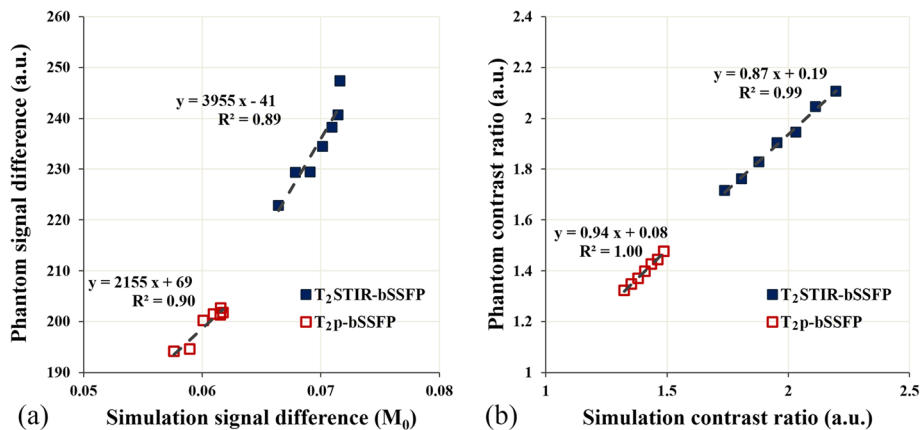 Phantom signal difference (a.u.)
260
250
240
230
220
210
200
190
y = 3955 x - 41
R² = 0.89
y = 2155 x + 69
R² = 0.90
T₂STIR-bSSFP
T₂p-bSSFP
0.05
0.06
0.07
0.08
(a)
Simulation signal difference (M₀)
Phantom contrast ratio (a.u.)
2.4
2.2
2
1.8
1.6
1.4
1.2
1
y = 0.87 x + 0.19
R² = 0.99
y = 0.94 x + 0.08
R² = 1.00
T₂STIR-bSSFP
T₂p-bSSFP
1
1.5
2
2.5
(b)
Simulation contrast ratio (a.u.)